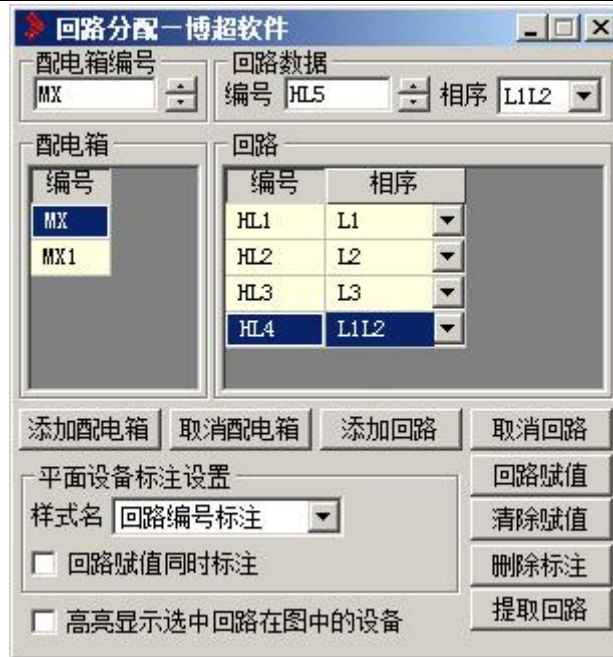 回路分配—博超软件
配电箱编号
MX
回路数据
编号 HL5 相序 L1L2
配电箱
编号
MX
MX1
回路
编号 相序
HL1 L1
HL2 L2
HL3 L3
HL4 L1L2
添加配电箱 取消配电箱 添加回路 取消回路
平面设备标注设置
样式名 回路编号标注
回路赋值同时标注
高亮显示选中回路在图中的设备
回路赋值
清除赋值
删除标注
提取回路